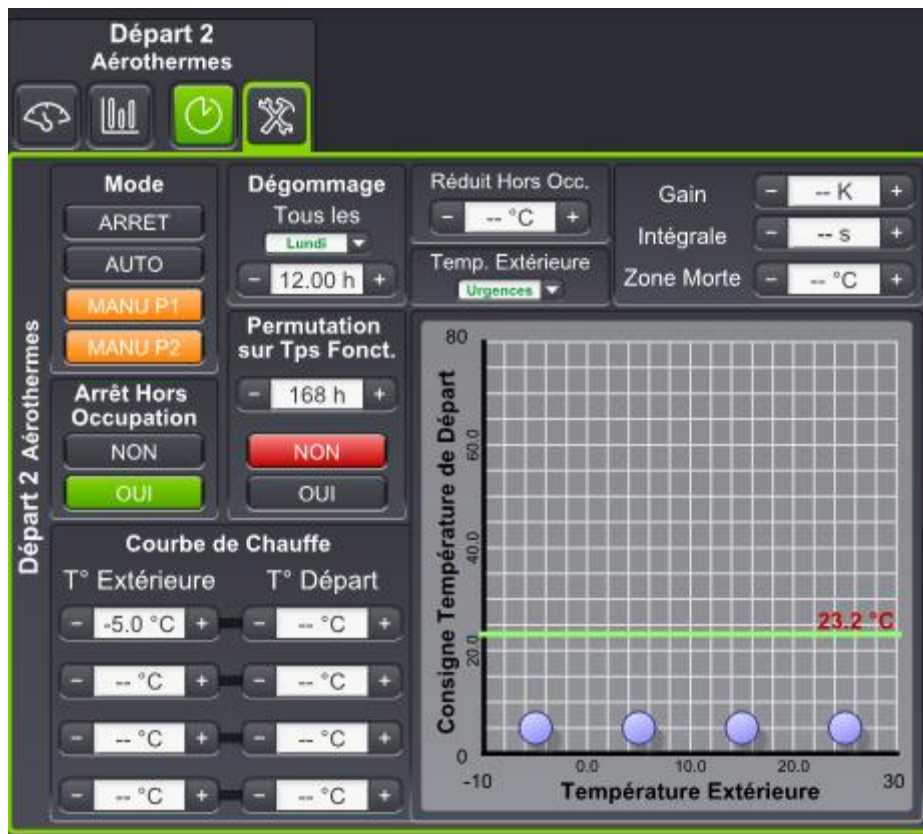 Départ 2
Aérothermes
Départ 2 Aérothermes
Mode
ARRET
AUTO
MANU P1
MANU P2
Arrêt Hors
Occupation
NON
OUI
Dégommage
Tous les
Lundi
- 12.00 h +
Permutation
sur Tps Fonct.
- 168 h +
NON
OUI
Réduit Hors Occ.
- -- °C +
Temp. Extérieure
Urgences
Gain - -- K +
Intégrale - -- s +
Zone Morte - -- °C +
Courbe de Chauffe
T° Extérieure T° Départ
- -5.0 °C + - -- °C +
- -- °C + - -- °C +
- -- °C + - -- °C +
- -- °C + - -- °C +
Consigne Température de Départ
80
60.0
40.0
20.0
0
23.2 °C
-10 0.0 10.0 20.0 30
Température Extérieure